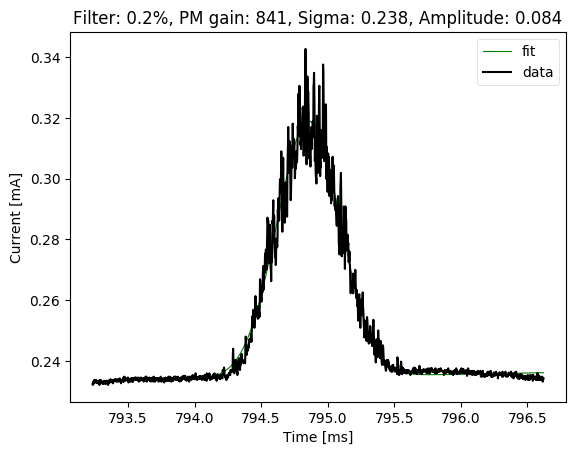 Filter: 0.2%, PM gain: 841, Sigma: 0.238, Amplitude: 0.084
fit
data
Current [mA]
0.34
0.32
0.30
0.28
0.26
0.24
793.5 794.0 794.5 795.0 795.5 796.0 796.5
Time [ms]